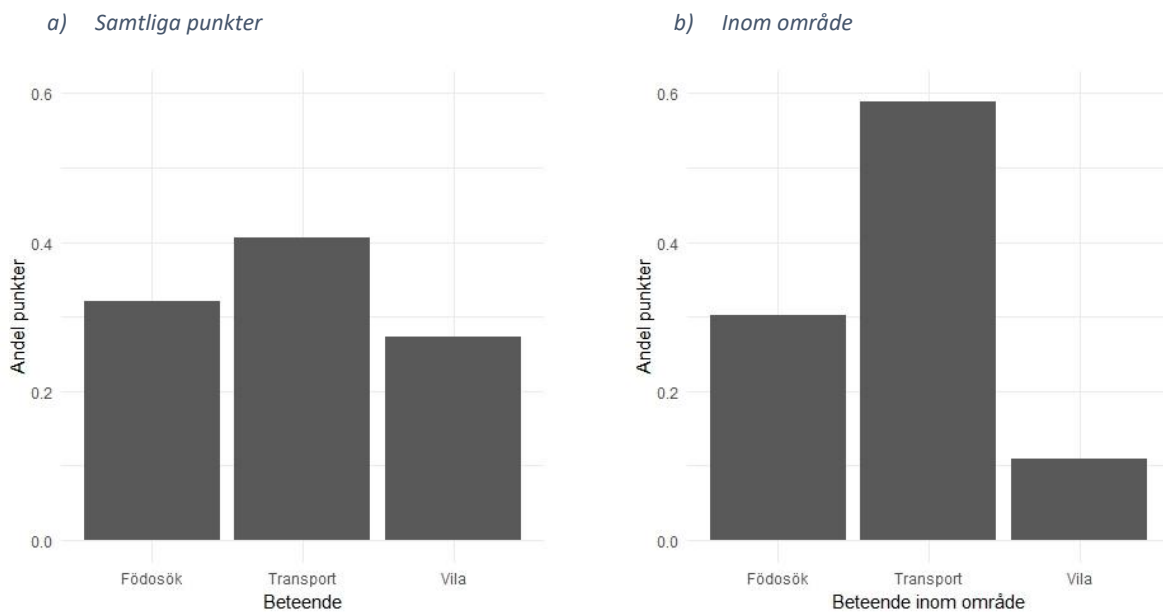 a) Samtliga punkter
b) Inom område
Andel punkter
0.6
0.4
0.2
0.0
Födosök Transport Vila
Beteende
Andel punkter
0.6
0.4
0.2
0.0
Födosök Transport Vila
Beteende inom område